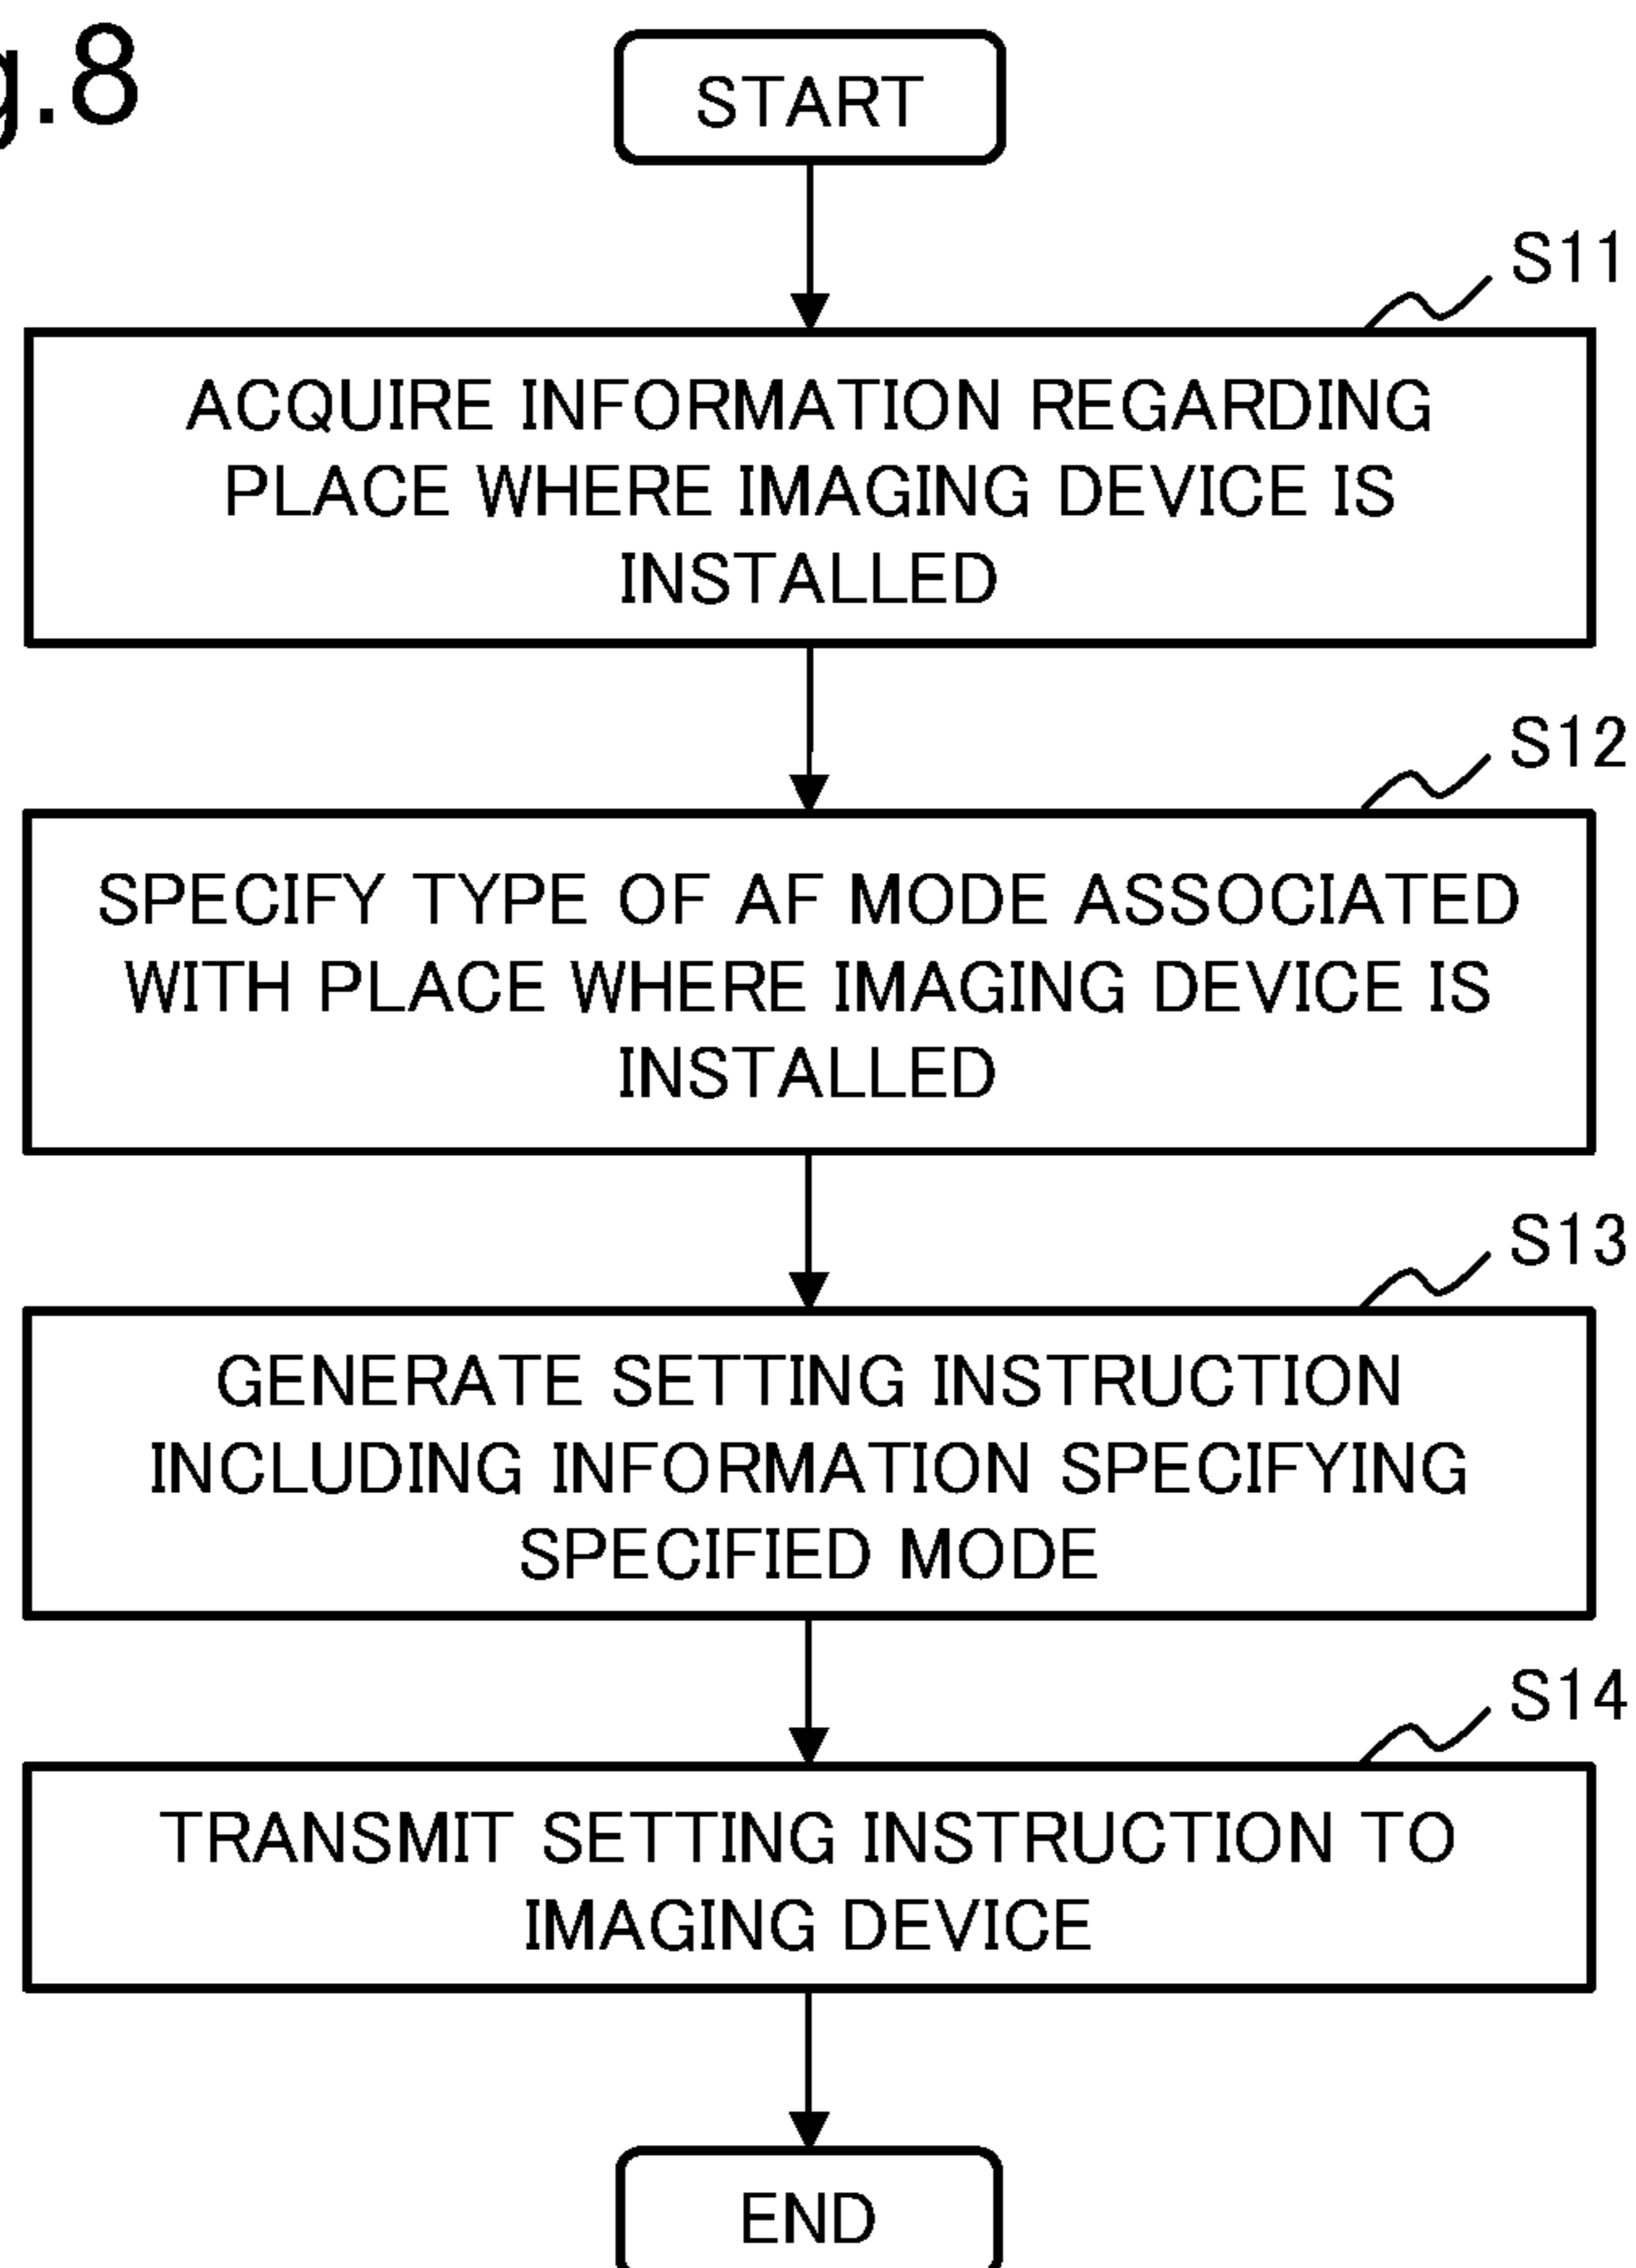 g.8
START
S11
ACQUIRE INFORMATION REGARDING
PLACE WHERE IMAGING DEVICE IS
INSTALLED
S12
SPECIFY TYPE OF AF MODE ASSOCIATED
WITH PLACE WHERE IMAGING DEVICE IS
INSTALLED
S13
GENERATE SETTING INSTRUCTION
INCLUDING INFORMATION SPECIFYING
SPECIFIED MODE
S14
TRANSMIT SETTING INSTRUCTION TO
IMAGING DEVICE
END